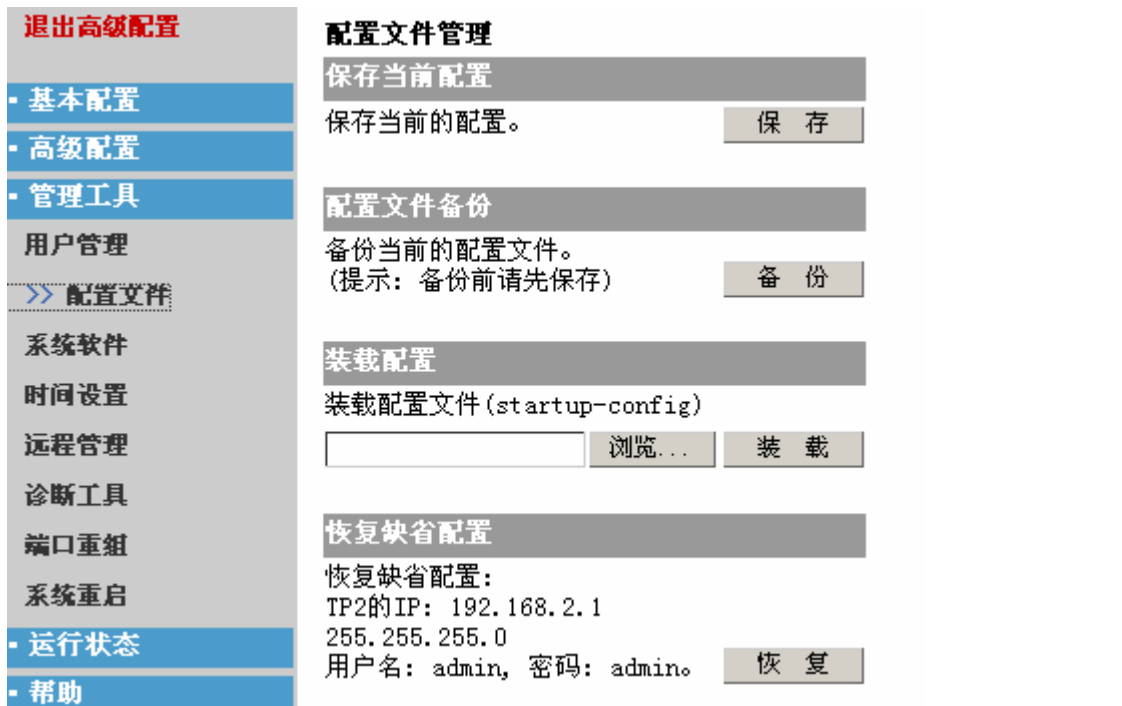 退出高级配置
▪ 基本配置
▪ 高级配置
▪ 管理工具
用户管理
>> 配置文件
系统软件
时间设置
远程管理
诊断工具
端口重组
系统重启
▪ 运行状态
▪ 帮助
配置文件管理
保存当前配置
保存当前的配置。
保 存
配置文件备份
备份当前的配置文件。
(提示: 备份前请先保存)
备 份
装载配置
装载配置文件(startup-config)
浏览...
装 载
恢复缺省配置
恢复缺省配置:
TP2的IP: 192.168.2.1
255.255.255.0
用户名: admin, 密码: admin。
恢 复